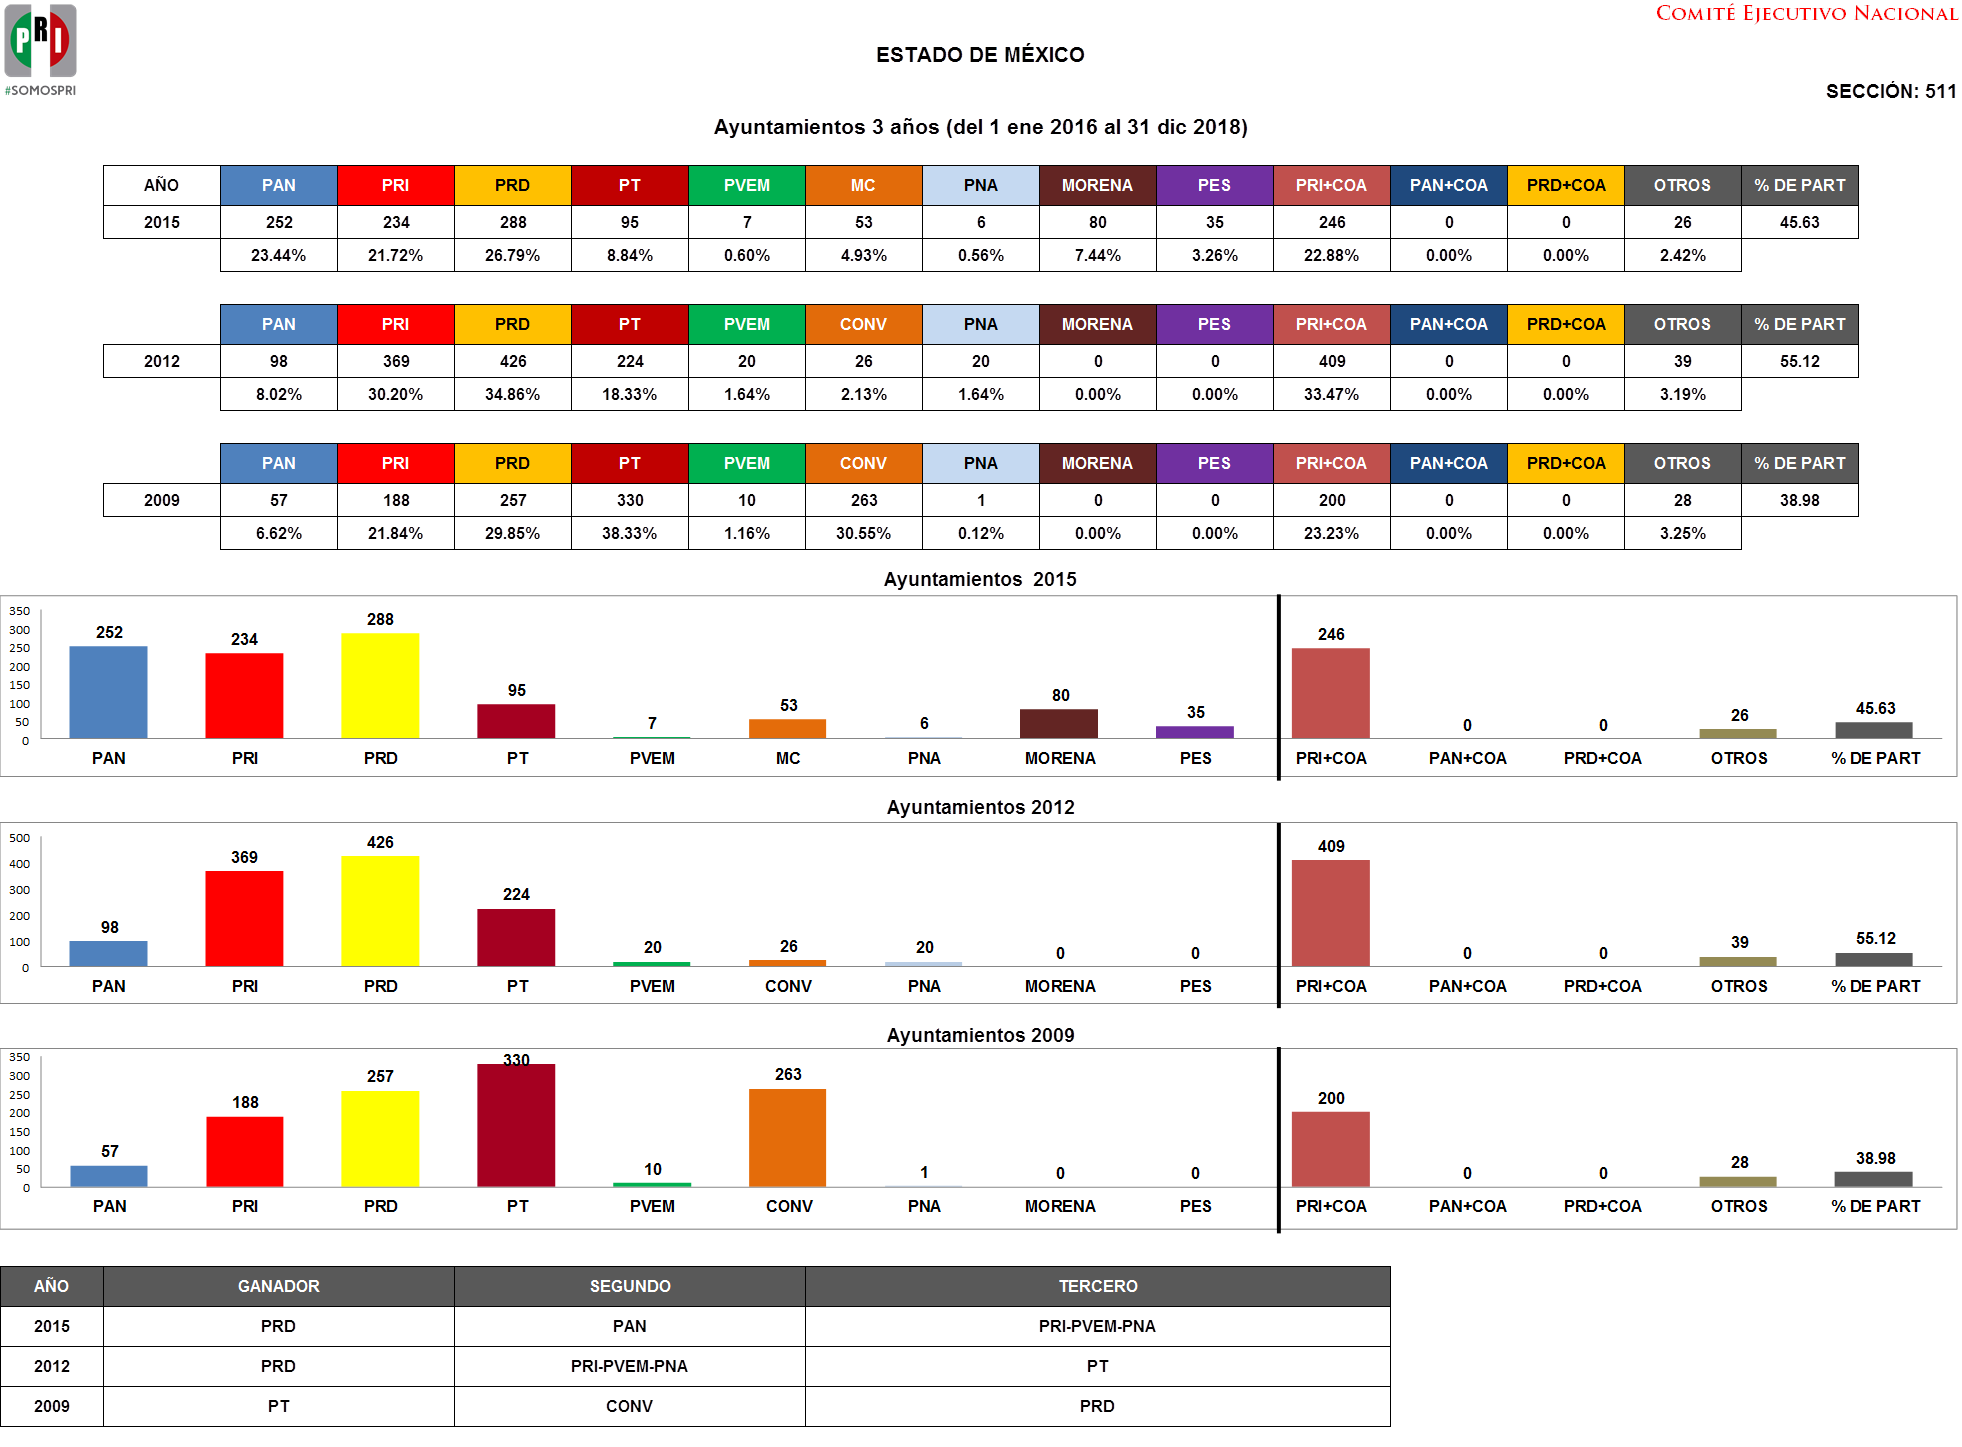 PRI
#SOMOSPRI
COMITÉ EJECUTIVO NACIONAL
ESTADO DE MÉXICO
SECCIÓN: 511
Ayuntamientos 3 años (del 1 ene 2016 al 31 dic 2018)
AÑO PAN PRI PRD PT PVEM MC PNA MORENA PES PRI+COA PAN+COA PRD+COA OTROS % DE PART
2015 252 234 288 95 7 53 6 80 35 246 0 0 26 45.63
23.44% 21.72% 26.79% 8.84% 0.60% 4.93% 0.56% 7.44% 3.26% 22.88% 0.00% 0.00% 2.42%
PAN PRI PRD PT PVEM CONV PNA MORENA PES PRI+COA PAN+COA PRD+COA OTROS % DE PART
2012 98 369 426 224 20 26 20 0 0 409 0 0 39 55.12
8.02% 30.20% 34.86% 18.33% 1.64% 2.13% 1.64% 0.00% 0.00% 33.47% 0.00% 0.00% 3.19%
PAN PRI PRD PT PVEM CONV PNA MORENA PES PRI+COA PAN+COA PRD+COA OTROS % DE PART
2009 57 188 257 330 10 263 1 0 0 200 0 0 28 38.98
6.62% 21.84% 29.85% 38.33% 1.16% 30.55% 0.12% 0.00% 0.00% 23.23% 0.00% 0.00% 3.25%
Ayuntamientos 2015
350
300
250
200
150
100
50
0
252 234 288 95 7 53 6 80 35 246 0 0 26 45.63
PAN PRI PRD PT PVEM MC PNA MORENA PES PRI+COA PAN+COA PRD+COA OTROS % DE PART
Ayuntamientos 2012
500
400
300
200
100
0
98 369 426 224 20 26 20 0 0 409 0 0 39 55.12
PAN PRI PRD PT PVEM CONV PNA MORENA PES PRI+COA PAN+COA PRD+COA OTROS % DE PART
Ayuntamientos 2009
350
300
250
200
150
100
50
0
57 188 257 330 10 263 1 0 0 200 0 0 28 38.98
PAN PRI PRD PT PVEM CONV PNA MORENA PES PRI+COA PAN+COA PRD+COA OTROS % DE PART
AÑO GANADOR SEGUNDO TERCERO
2015 PRD PAN PRI-PVEM-PNA
2012 PRD PRI-PVEM-PNA PT
2009 PT CONV PRD